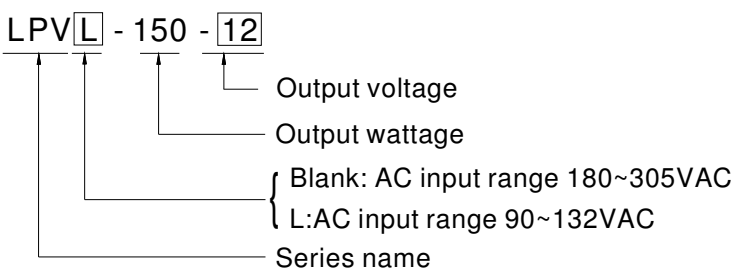 LPVL - 150 - 12
Output voltage
Output wattage
Blank: AC input range 180~305VAC
L:AC input range 90~132VAC
Series name